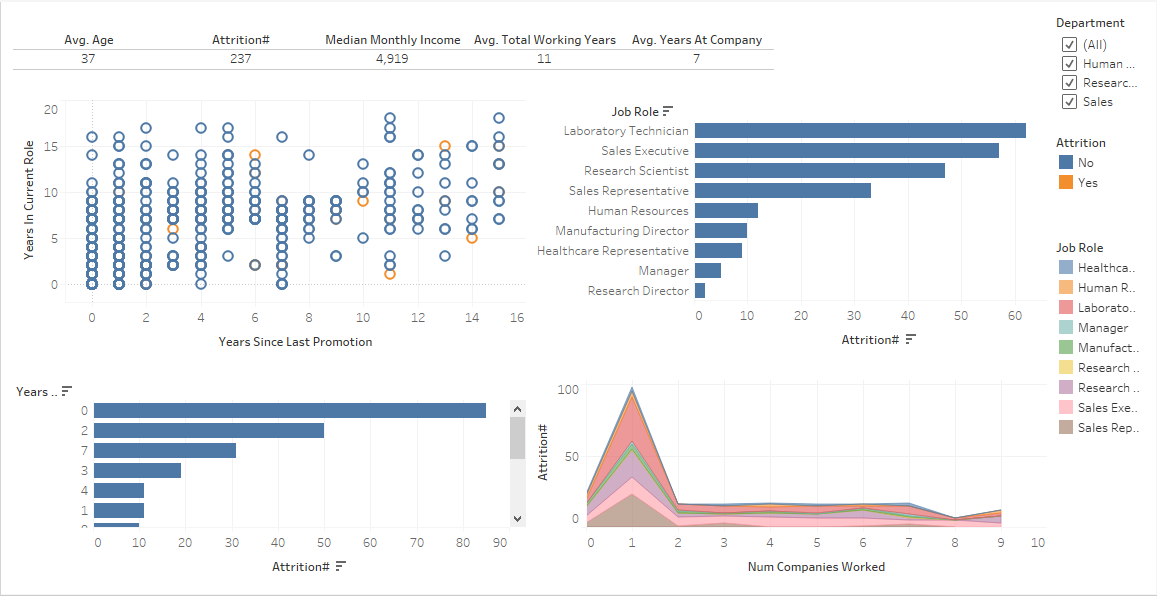 Avg. Age Attrition# Median Monthly Income Avg. Total Working Years Avg. Years At Company
37 237 4,919 11 7
Department
(All)
Human ...
Researc...
Sales
Attrition
No
Yes
Job Role
Healthca..
Human R..
Laborato..
Manager
Manufact..
Research ..
Research ..
Sales Exe..
Sales Rep..
Years In Current Role
20
15
10
5
0
0 2 4 6 8 10 12 14 16
Years Since Last Promotion
Job Role
Laboratory Technician
Sales Executive
Research Scientist
Sales Representative
Human Resources
Manufacturing Director
Healthcare Representative
Manager
Research Director
0 10 20 30 40 50 60
Attrition#
Years ..
0
2
7
3
4
1
0 10 20 30 40 50 60 70 80 90
Attrition#
Attrition#
100
50
0
0 1 2 3 4 5 6 7 8 9 10
Num Companies Worked